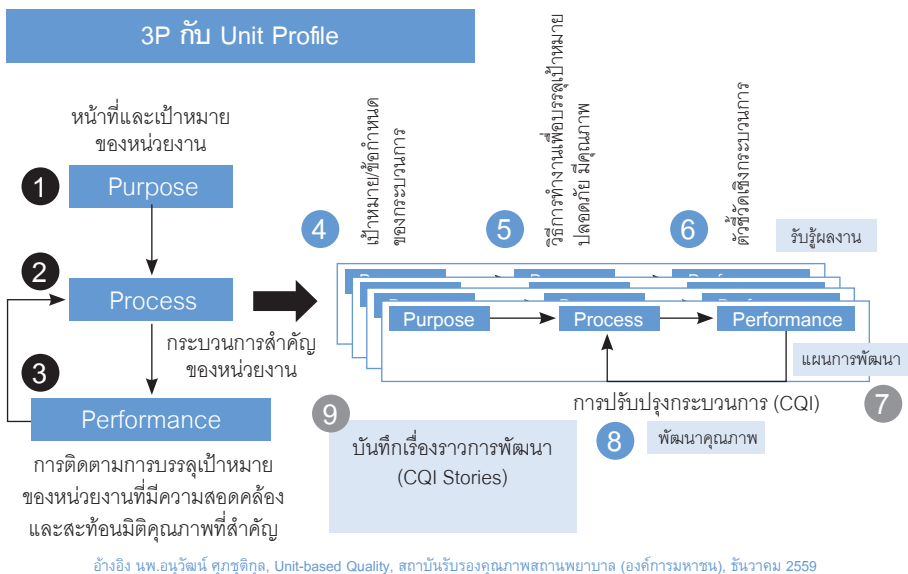 3P กับ Unit Profile
หน้าที่และเป้าหมาย
ของหน่วยงาน
1
Purpose
2
Process
กระบวนการสำคัญ
ของหน่วยงาน
3
Performance
การติดตามการบรรลุเป้าหมาย
ของหน่วยงานที่มีความสอดคล้อง
และสะท้อนมิติคุณภาพที่สำคัญ
4
เป้าหมาย/ข้อกำหนด
ของกระบวนการ
5
วิธีการทำงานเพื่อบรรลุเป้าหมาย
ปลอดภัย มีคุณภาพ
6
ตัวชี้วัดเชิงกระบวนการ
รับรู้ผลงาน
Purpose Process Performance
Purpose Process Performance
Purpose Process Performance
แผนการพัฒนา
7
การปรับปรุงกระบวนการ (CQI)
8
พัฒนาคุณภาพ
9
บันทึกเรื่องราวการพัฒนา
(CQI Stories)
อ้างอิง นพ.อนุวัฒน์ ศุภชุติกุล, Unit-based Quality, สถาบันรับรองคุณภาพสถานพยาบาล (องค์การมหาชน), ธันวาคม 2559